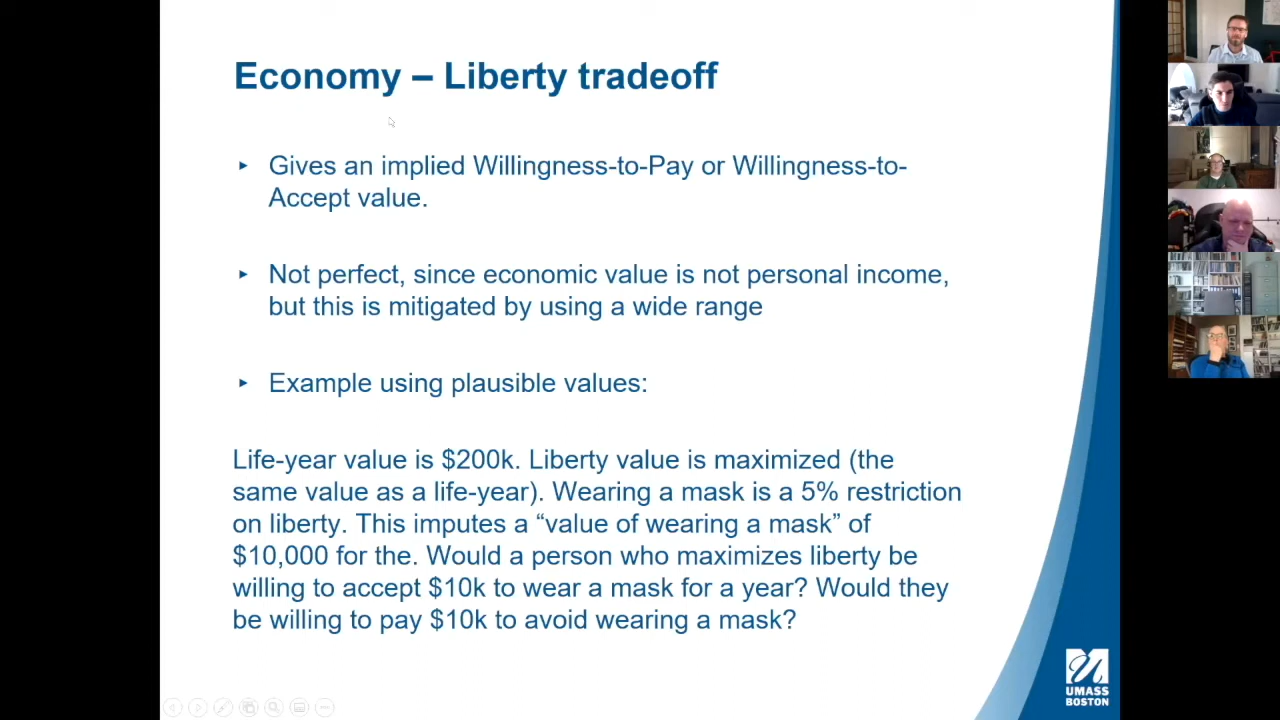 Economy – Liberty tradeoff
Gives an implied Willingness-to-Pay or Willingness-to-
Accept value.
Not perfect, since economic value is not personal income,
but this is mitigated by using a wide range
Example using plausible values:
Life-year value is $200k. Liberty value is maximized (the
same value as a life-year). Wearing a mask is a 5% restriction
on liberty. This imputes a “value of wearing a mask” of
$10,000 for the. Would a person who maximizes liberty be
willing to accept $10k to wear a mask for a year? Would they
be willing to pay $10k to avoid wearing a mask?
UMASS
BOSTON